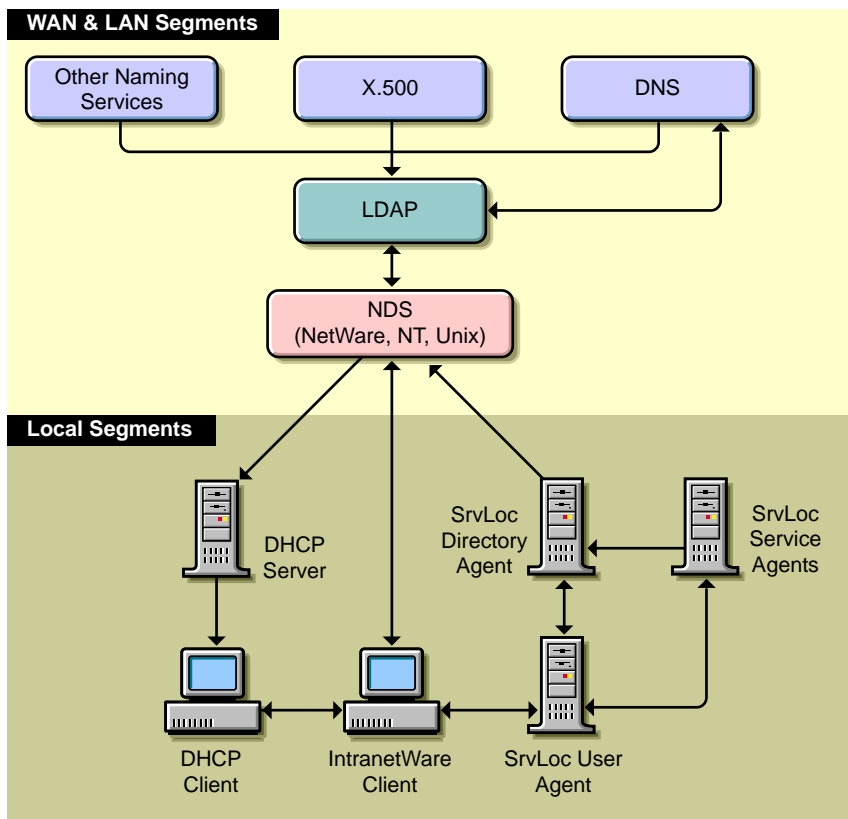 WAN & LAN Segments
Other Naming
Services
X.500
DNS
LDAP
NDS
(NetWare, NT, Unix)
Local Segments
DHCP
Server
SrvLoc
Directory
Agent
SrvLoc
Service
Agents
DHCP
Client
IntranetWare
Client
SrvLoc User
Agent